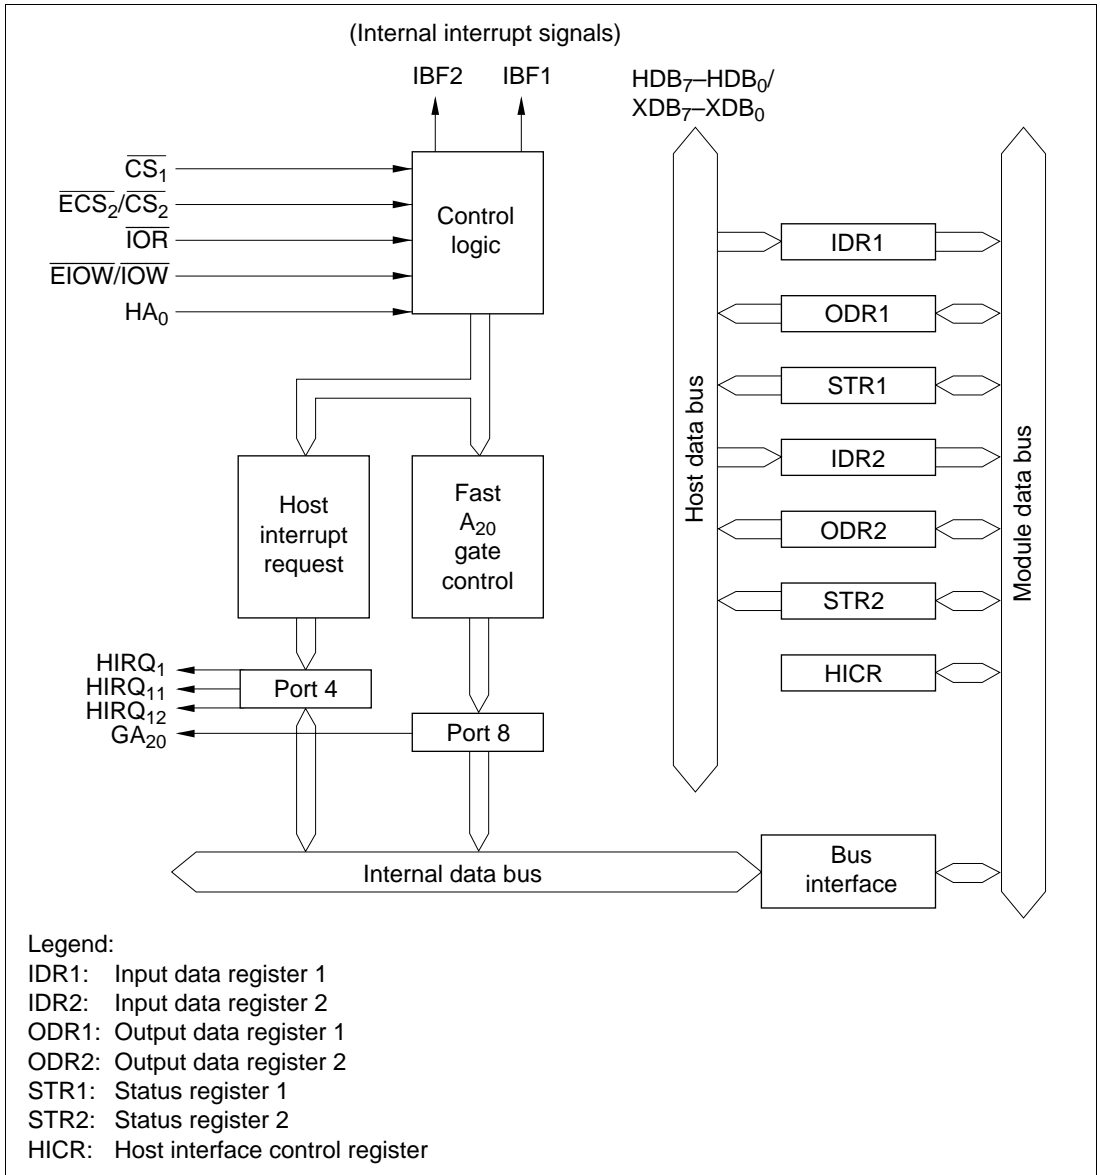 (Internal interrupt signals)
IBF2 IBF1
HDB7–HDB0/
XDB7–XDB0
CS1
ECS2/CS2
IOR
EIOW/IOW
HA0
Control
logic
IDR1
ODR1
STR1
IDR2
ODR2
STR2
HICR
Host data bus
Module data bus
Host
interrupt
request
Fast
A20
gate
control
HIRQ1
HIRQ11
HIRQ12
GA20
Port 4
Port 8
Internal data bus
Bus
interface
Legend:
IDR1: Input data register 1
IDR2: Input data register 2
ODR1: Output data register 1
ODR2: Output data register 2
STR1: Status register 1
STR2: Status register 2
HICR: Host interface control register